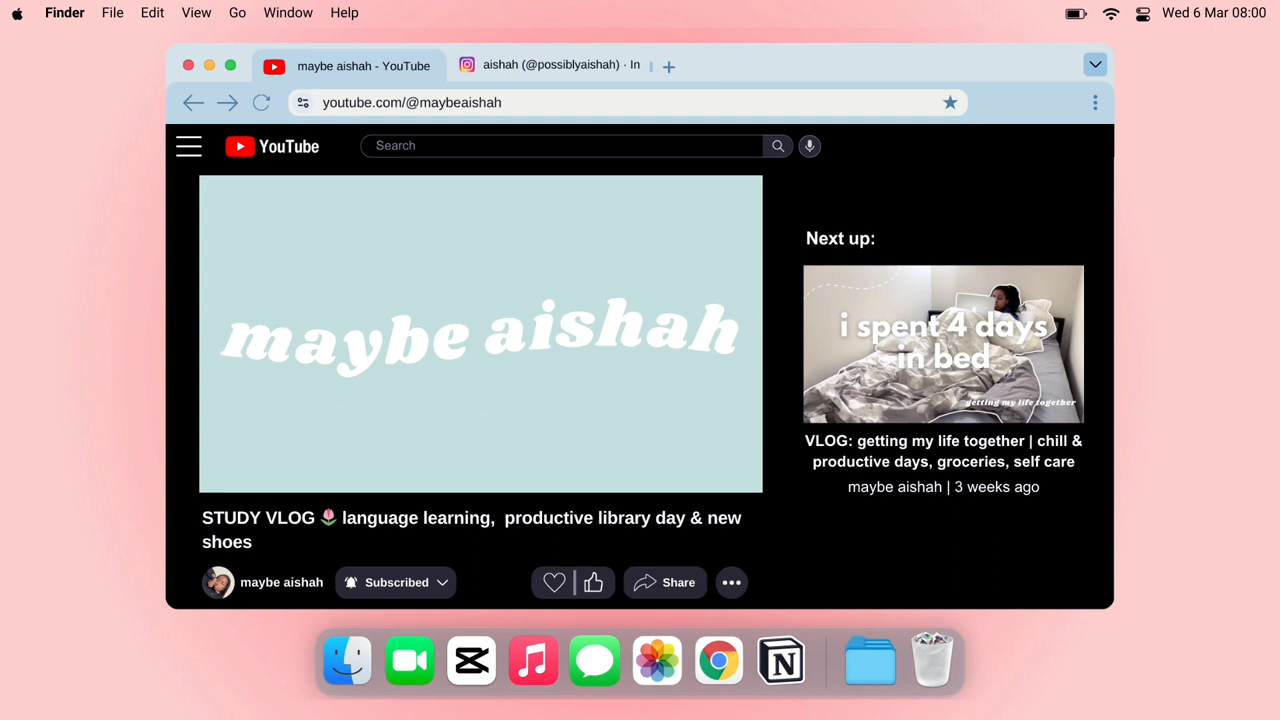 Finder File Edit View Go Window Help Wed 6 Mar 08:00
maybe aishah - YouTube aishah (@possiblyaishah) · In
youtube.com/@maybeaishah
YouTube Search
maybe aishah
Next up:
i spent 4 days
in bed
getting my life together
VLOG: getting my life together | chill &
productive days, groceries, self care
maybe aishah | 3 weeks ago
STUDY VLOG 🌷 language learning, productive library day & new
shoes
maybe aishah Subscribed Share